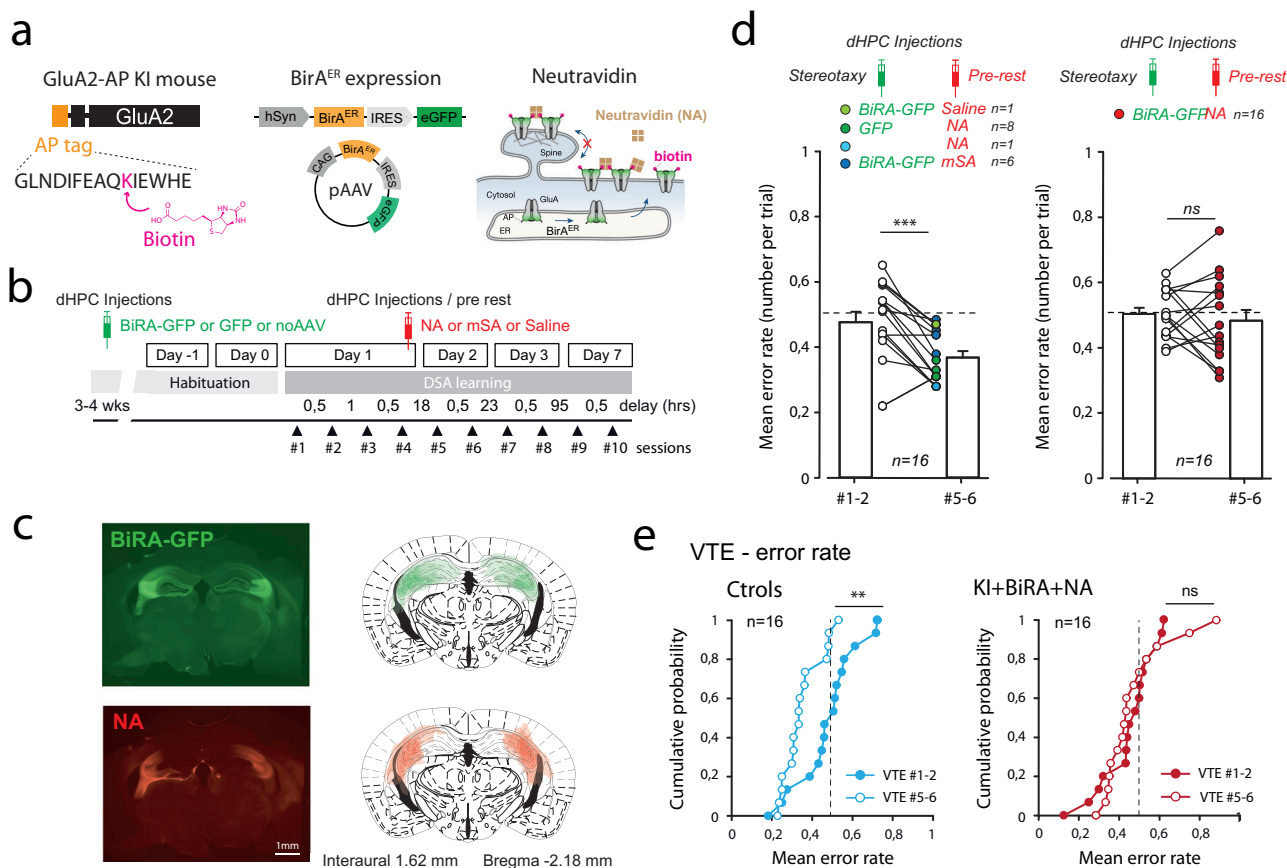 a
GluA2-AP KI mouse
GluA2
AP tag
GLNDIFEAQKIEWHE
Biotin
BirA^ER expression
hSyn BirA^ER IRES eGFP
CAG BirA^ER IRES eGFP
pAAV
Neutravidin
Neutravidin (NA)
Spine
biotin
Cytosol
GluA
AP
ER
BirA^ER
b
dHPC Injections
BiRA-GFP or GFP or noAAV
dHPC Injections / pre rest
NA or mSA or Saline
Day -1 Day 0 Day 1 Day 2 Day 3 Day 7
Habituation DSA learning
3-4 wks 0,5 1 0,5 18 0,5 23 0,5 95 0,5 delay (hrs)
#1 #2 #3 #4 #5 #6 #7 #8 #9 #10 sessions
c
BiRA-GFP
NA
1mm
Interaural 1.62 mm Bregma -2.18 mm
d
dHPC Injections
Stereotaxy Pre-rest
BiRA-GFP Saline n=1
GFP NA n=8
NA n=1
BiRA-GFP mSA n=6
Mean error rate (number per trial)
1
0,8
0,6
0,4
0,2
0
***
n=16
#1-2 #5-6
dHPC Injections
Stereotaxy Pre-rest
BiRA-GFP NA n=16
Mean error rate (number per trial)
1
0,8
0,6
0,4
0,2
0
ns
n=16
#1-2 #5-6
e
VTE - error rate
Ctrols
n=16
**
Cumulative probability
1
0,8
0,6
0,4
0,2
0
VTE #1-2
VTE #5-6
0 0,2 0,4 0,6 0,8 1
Mean error rate
KI+BiRA+NA
n=16
ns
Cumulative probability
1
0,8
0,6
0,4
0,2
0
VTE #1-2
VTE #5-6
0 0,2 0,4 0,6 0,8 1
Mean error rate